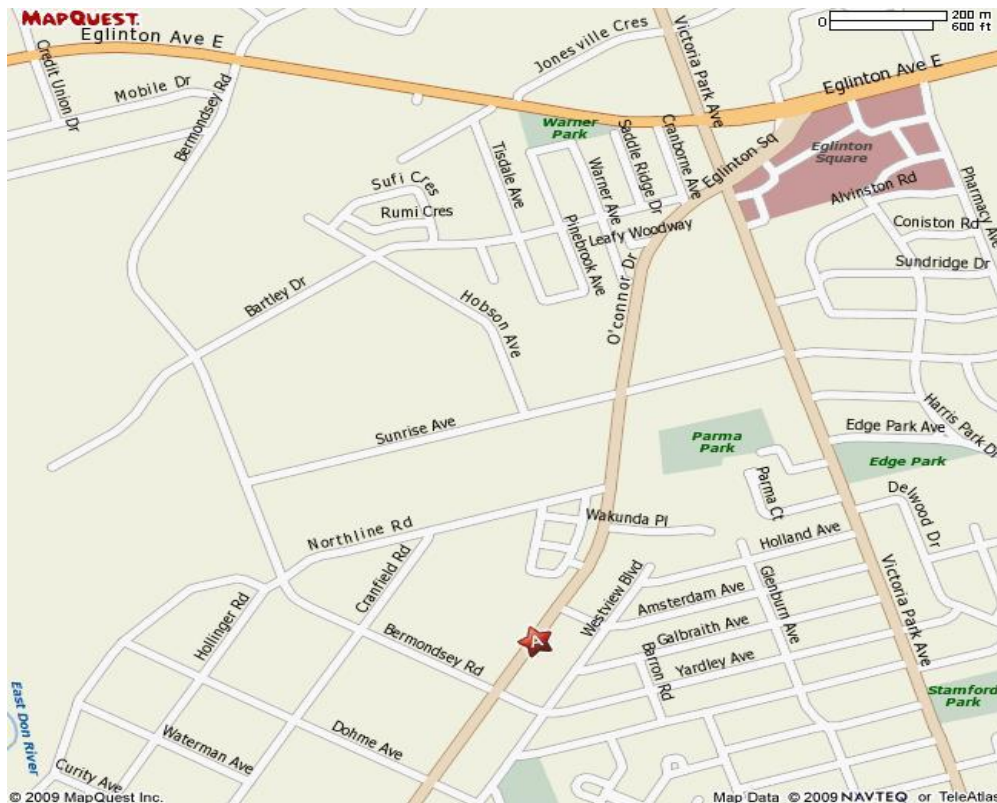 MAPQUEST.
0
200 m
600 ft
Eglinton Ave E
Jonesville Cres
Victoria Park Ave
Eglinton Ave E
Credit Union Dr
Mobile Dr
Bermondsey Rd
Warner Park
Saddle Ridge Dr
Cranborne Ave
Eglinton Sq
Eglinton Square
Tisdale Ave
Sufi Cres
Rumi Cres
Warner Ave
Pinebrook Ave
Leafy Woodway
Alvinston Rd
Pharmacy Ave
Coniston Rd
Sundridge Dr
Bartley Dr
Hobson Ave
O'connor Dr
Sunrise Ave
Parma Park
Edge Park Ave
Harris Park Dr
Edge Park
Parma Ct
Delwood Dr
Northline Rd
Wakunda Pl
Holland Ave
Cranfield Rd
Westview Blvd
Amsterdam Ave
Glenburn Ave
Victoria Park Ave
Hollinger Rd
A
Galbraith Ave
Bermondsey Rd
Barron Rd
Yardley Ave
Stamford Park
East Don River
Waterman Ave
Dohme Ave
Curity Ave
© 2009 MapQuest Inc.
Map Data © 2009 NAVTEQ or TeleAtlas